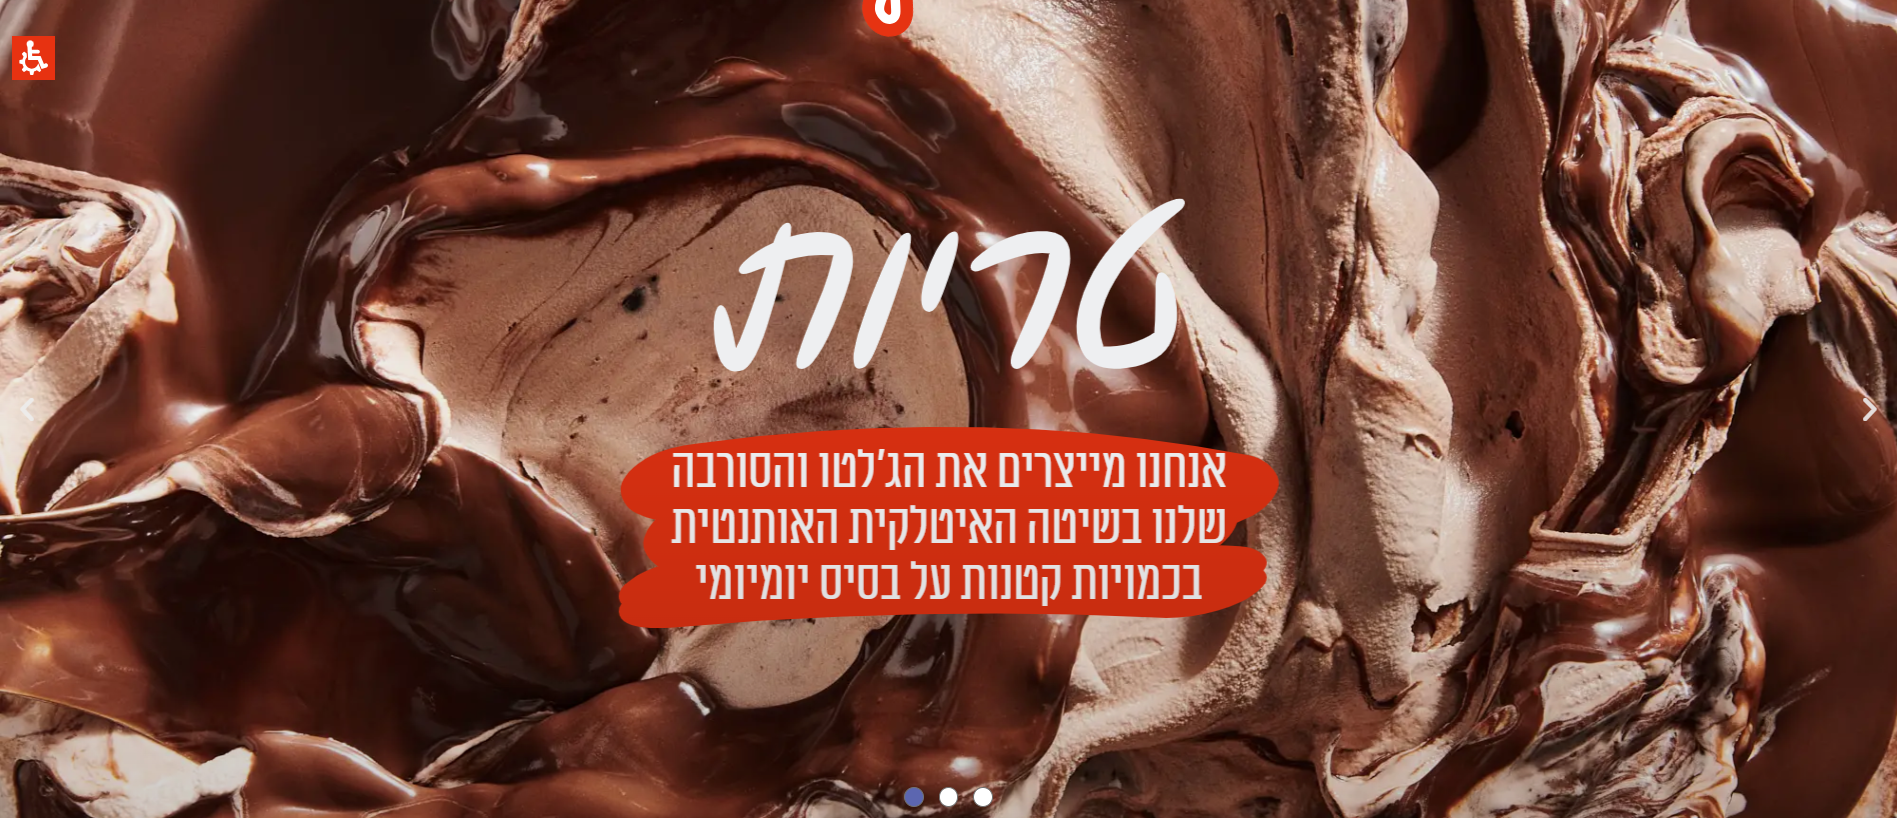 טריות
אנחנו מייצרים את הג'לטו והסורבה
שלנו בשיטה האיטלקית האותנטית
בכמויות קטנות על בסיס יומיומי